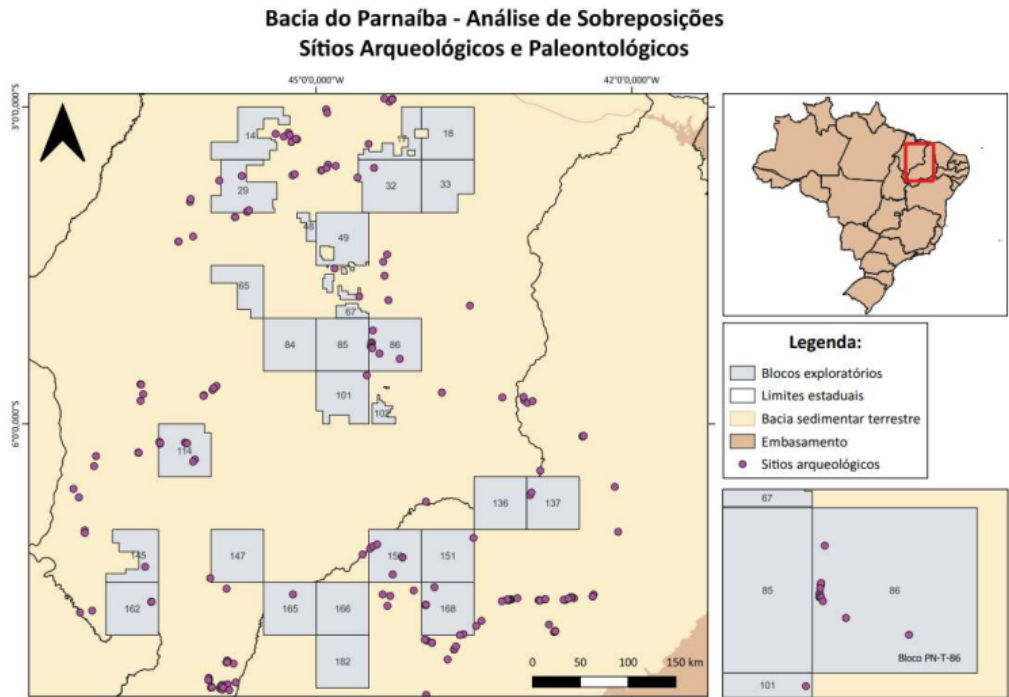 Bacia do Parnaíba - Análise de Sobreposições
Sítios Arqueológicos e Paleontológicos
45°0'0,000"W
42°0'0,000"W
3°0'0,000"S
6°0'0,000"S
14
17
18
29
32
33
48
49
65
67
84
85
86
101
102
114
136
137
145
147
150
151
162
165
166
168
182
0 50 100 150 km
Legenda:
Blocos exploratórios
Limites estaduais
Bacia sedimentar terrestre
Embasamento
Sitios arqueológicos
67
85
86
Bloco PN-T-86
101